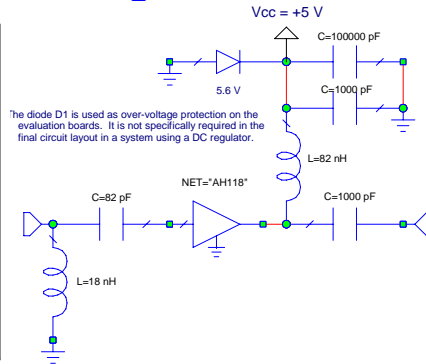 Vcc = +5 V
C=100000 pF
5.6 V
C=1000 pF
The diode D1 is used as over-voltage protection on the
evaluation boards. It is not specifically required in the
final circuit layout in a system using a DC regulator.
L=82 nH
NET="AH118"
C=82 pF
C=1000 pF
L=18 nH